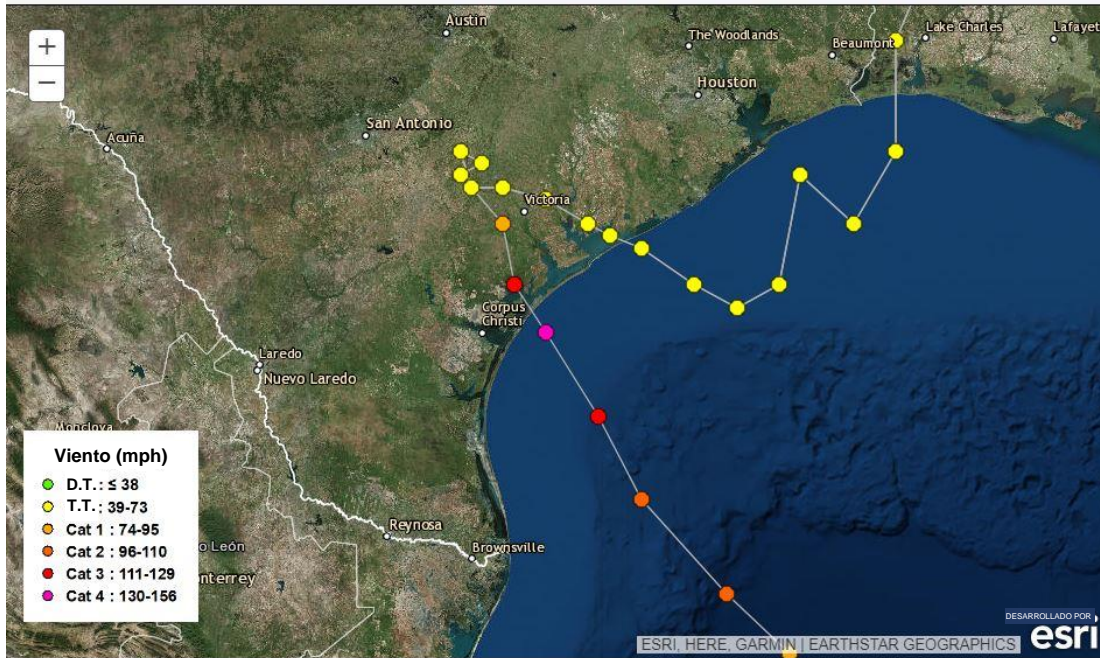 +
−
Austin
The Woodlands
Lake Charles
Beaumont
Houston
San Antonio
Acuña
Victoria
Corpus
Christi
Laredo
Nuevo Laredo
Reynosa
Brownsville
Viento (mph)
D.T. : ≤ 38
T.T. : 39-73
Cat 1 : 74-95
Cat 2 : 96-110
Cat 3 : 111-129
Cat 4 : 130-156
León
DESARROLLADO POR
esri
ESRI, HERE, GARMIN | EARTHSTAR GEOGRAPHICS